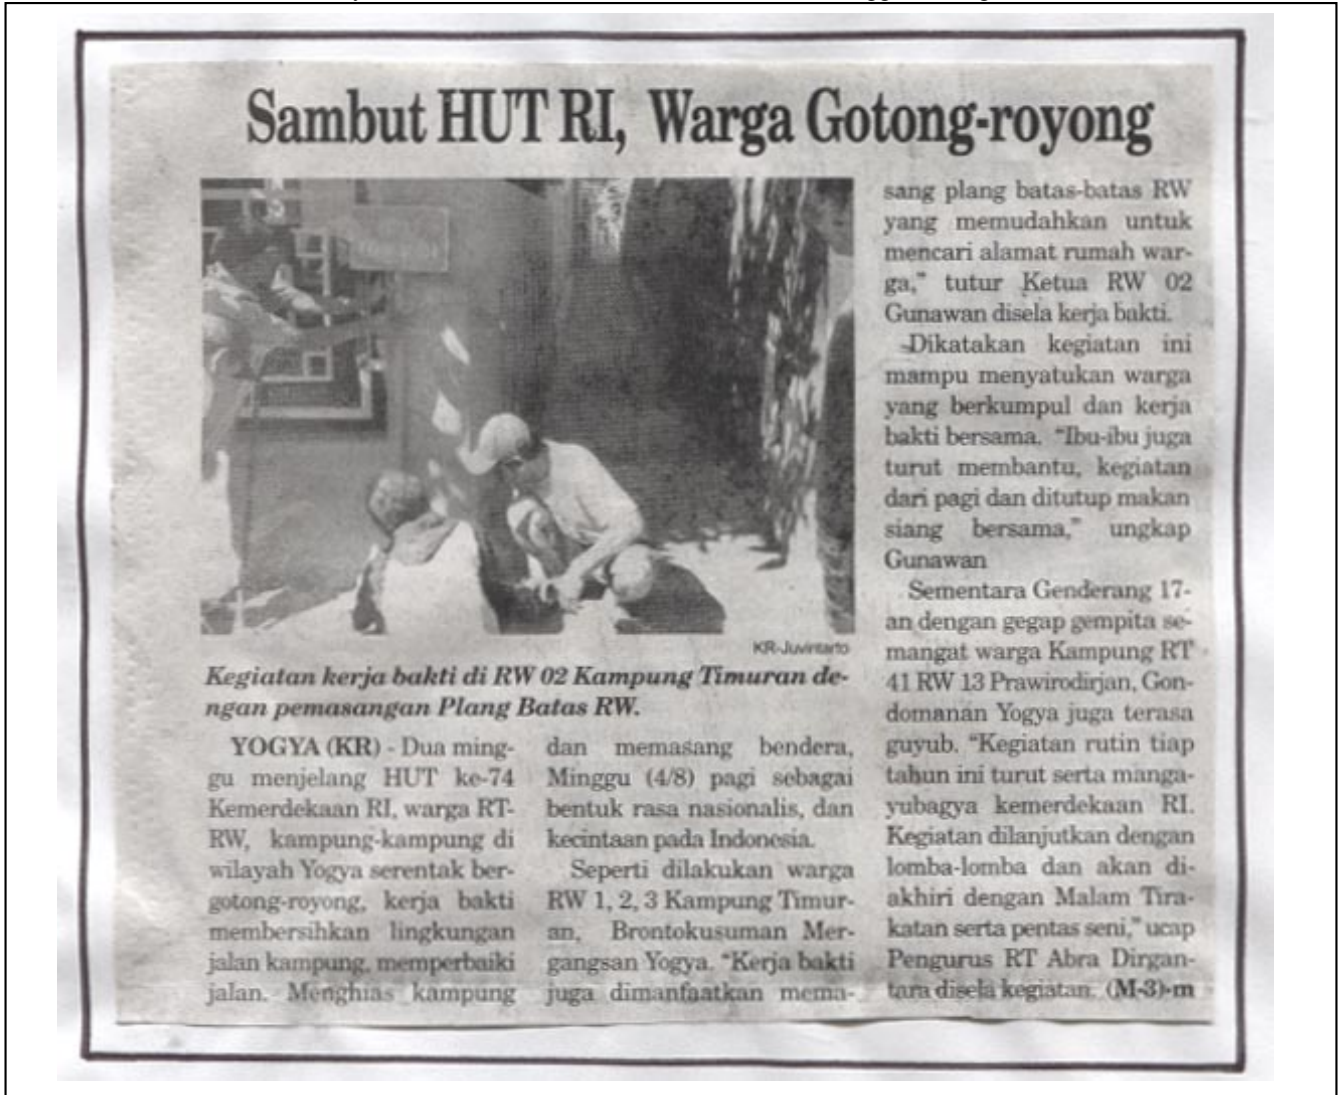 Sambut HUT RI, Warga Gotong-royong
KR-Juvintarto
Kegiatan kerja bakti di RW 02 Kampung Timuran de-
ngan pemasangan Plang Batas RW.
YOGYA (KR) - Dua ming-
gu menjelang HUT ke-74
Kemerdekaan RI, warga RT-
RW, kampung-kampung di
wilayah Yogya serentak ber-
gotong-royong, kerja bakti
membersihkan lingkungan
jalan kampung, memperbaiki
jalan. Menghias kampung
dan memasang bendera,
Minggu (4/8) pagi sebagai
bentuk rasa nasionalis, dan
kecintaan pada Indonesia.
Seperti dilakukan warga
RW 1, 2, 3 Kampung Timur-
an, Brontokusuman Mer-
gangsan Yogya. "Kerja bakti
juga dimanfaatkan mema-
sang plang batas-batas RW
yang memudahkan untuk
mencari alamat rumah war-
ga," tutur Ketua RW 02
Gunawan disela kerja bakti.
Dikatakan kegiatan ini
mampu menyatukan warga
yang berkumpul dan kerja
bakti bersama. "Ibu-ibu juga
turut membantu, kegiatan
dari pagi dan ditutup makan
siang bersama," ungkap
Gunawan
Sementara Genderang 17-
an dengan gegap gempita se-
mangat warga Kampung RT
41 RW 13 Prawirodirjan, Gon-
domanan Yogya juga terasa
guyub. "Kegiatan rutin tiap
tahun ini turut serta manga-
yubagya kemerdekaan RI.
Kegiatan dilanjutkan dengan
lomba-lomba dan akan di-
akhiri dengan Malam Tira-
katan serta pentas seni," ucap
Pengurus RT Abra Dirgan-
tara disela kegiatan. (M-3)-m